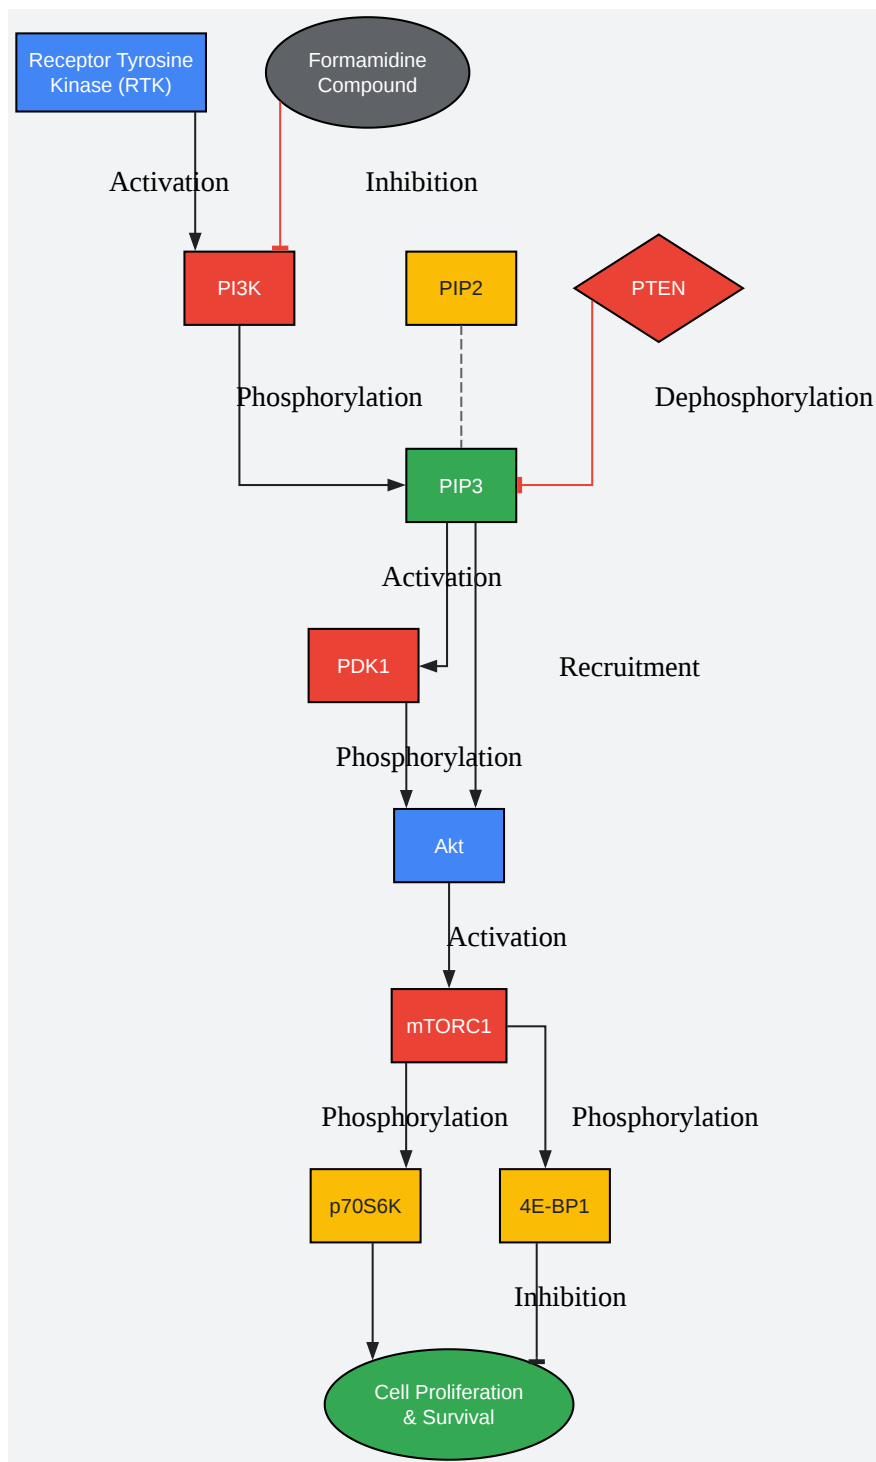 Receptor Tyrosine
Kinase (RTK)
Formamidine
Compound
Activation
Inhibition
PI3K
PIP2
PTEN
Phosphorylation
Dephosphorylation
PIP3
Activation
PDK1
Recruitment
Phosphorylation
Akt
Activation
mTORC1
Phosphorylation
Phosphorylation
p70S6K
4E-BP1
Inhibition
Cell Proliferation
& Survival